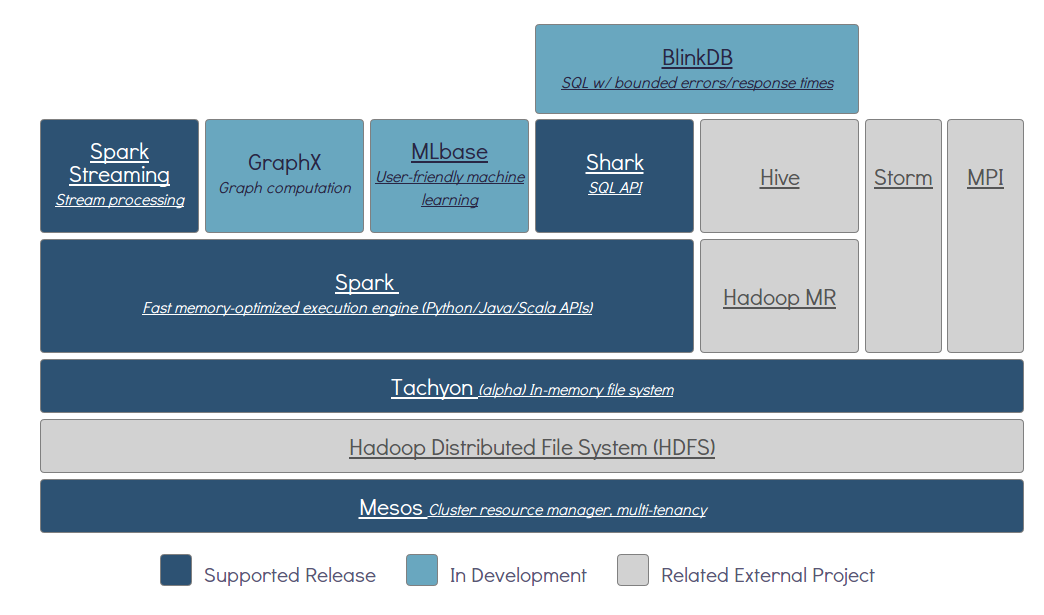 BlinkDB
SQL w/ bounded errors/response times
Spark
Streaming
Stream processing
GraphX
Graph computation
MLbase
User-friendly machine
learning
Shark
SQL API
Hive
Storm
MPI
Spark
Fast memory-optimized execution engine (Python/Java/Scala APIs)
Hadoop MR
Tachyon (alpha) In-memory file system
Hadoop Distributed File System (HDFS)
Mesos Cluster resource manager, multi-tenancy
Supported Release
In Development
Related External Project